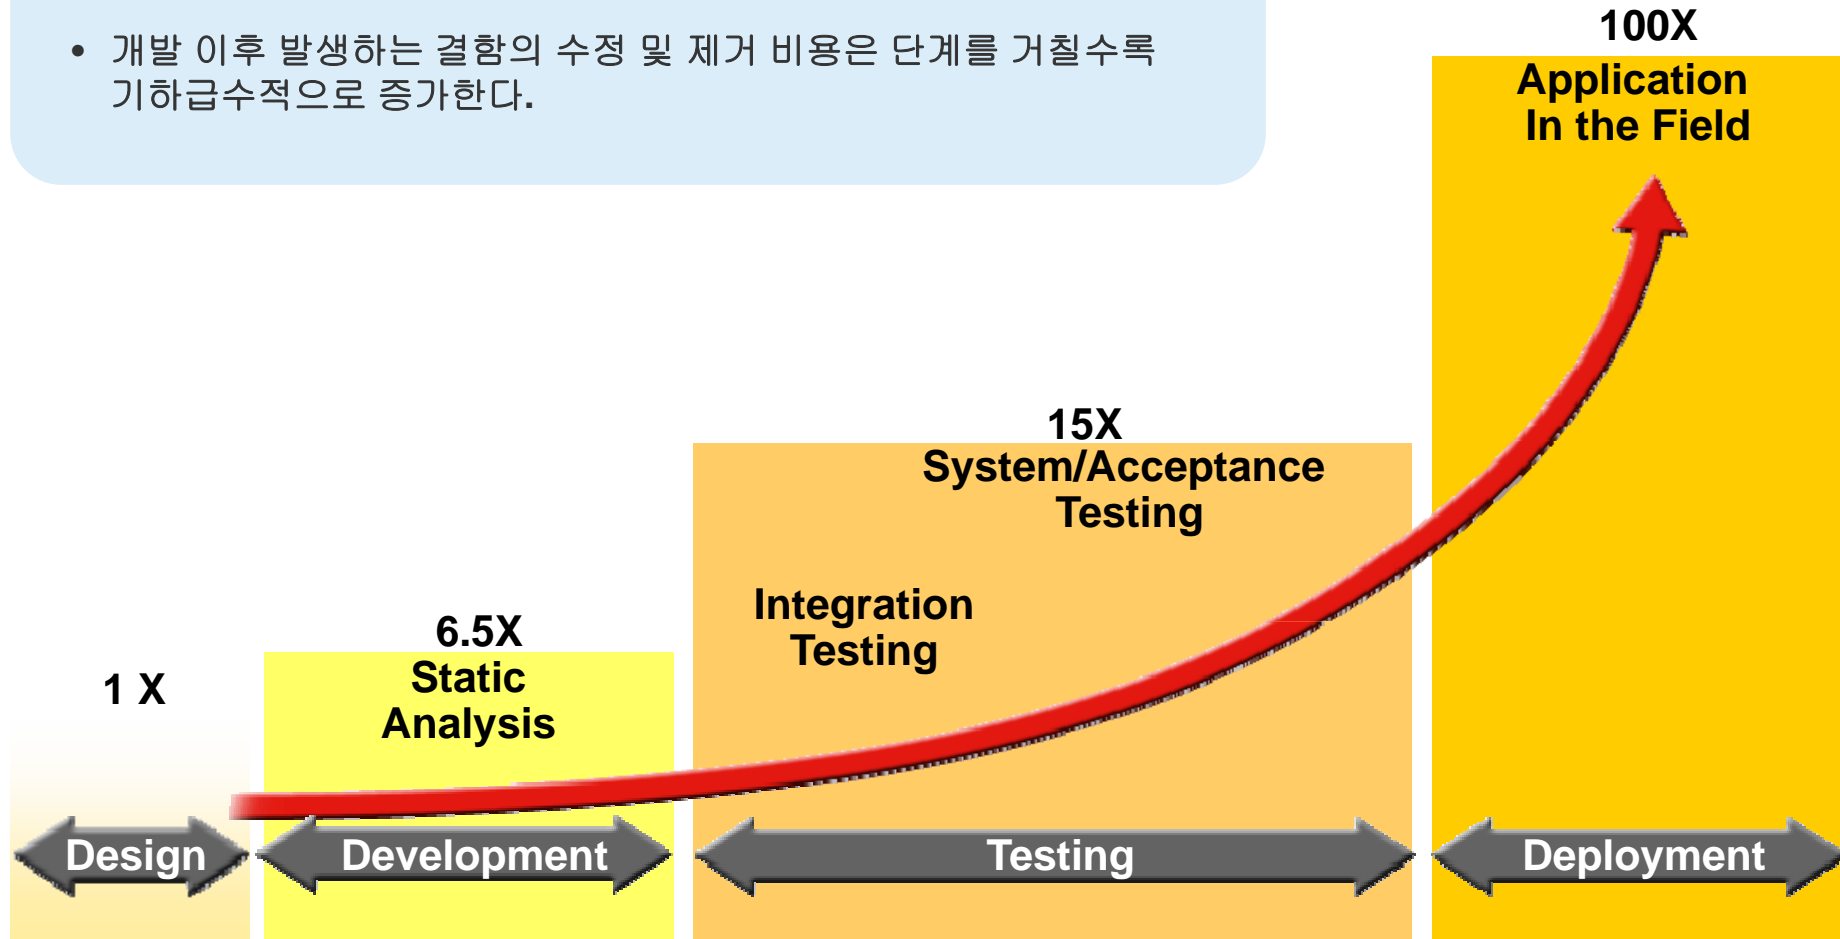 • 개발 이후 발생하는 결함의 수정 및 제거 비용은 단계를 거칠수록
기하급수적으로 증가한다.
100X
Application
In the Field
15X
System/Acceptance
Testing
Integration
Testing
6.5X
Static
Analysis
1 X
Design
Development
Testing
Deployment